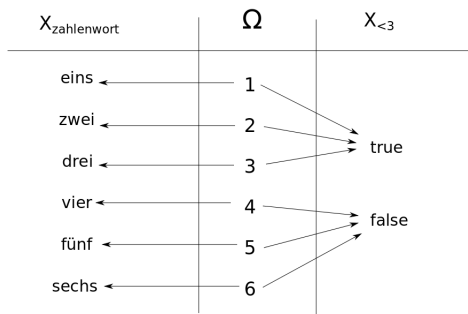 X_zahlenwort Ω X_<3
eins 1
zwei 2 true
drei 3
vier 4 false
fünf 5
sechs 6